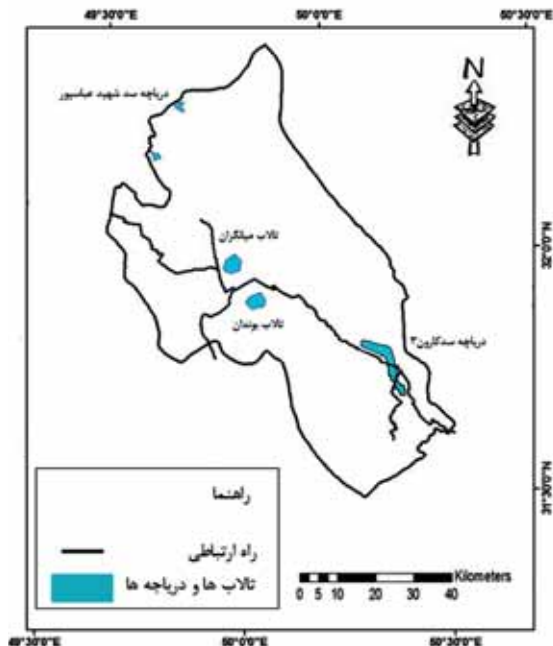 49°30'0"E
50°0'0"E
50°30'0"E
N
دریاچه سد شهید عباسپور
32°0'0"N
تالاب میانگران
تالاب بوندان
دریاچه سدکارون۳
31°30'0"N
راهنما
راه ارتباطی
تالاب ها و دریاچه ها
Kilometers
0 5 10 20 30 40
49°30'0"E
50°0'0"E
50°30'0"E